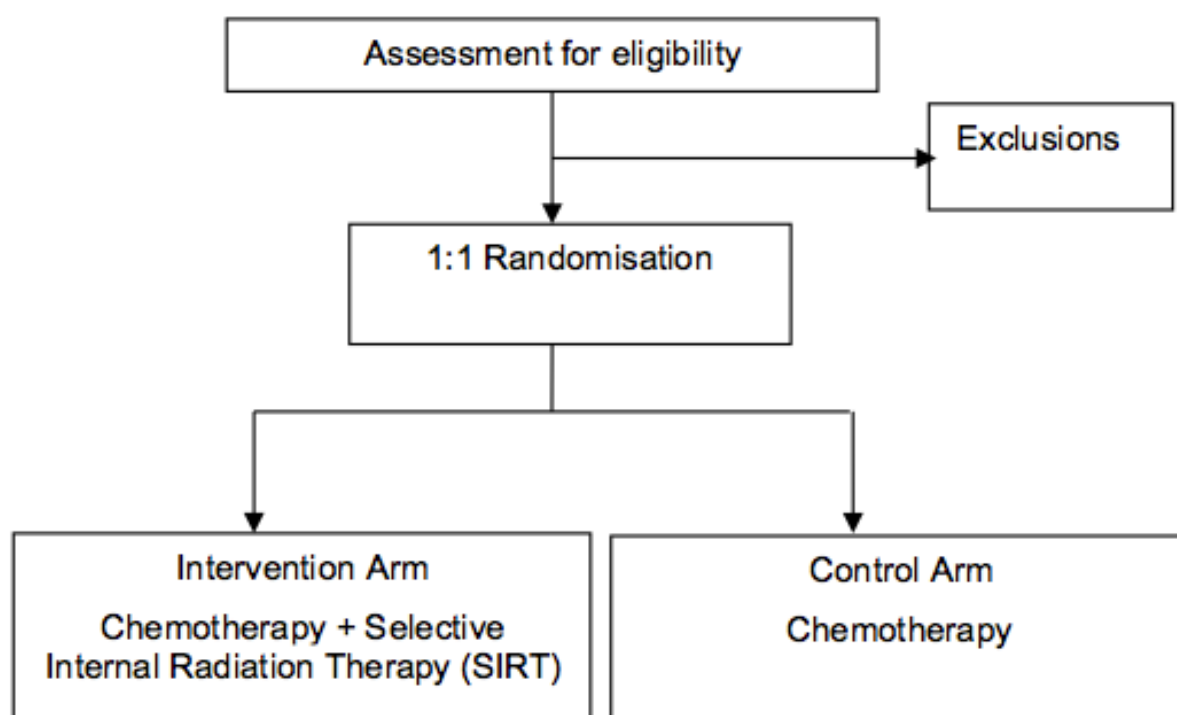 Assessment for eligibility
Exclusions
1:1 Randomisation
Intervention Arm
Chemotherapy + Selective
Internal Radiation Therapy (SIRT)
Control Arm
Chemotherapy